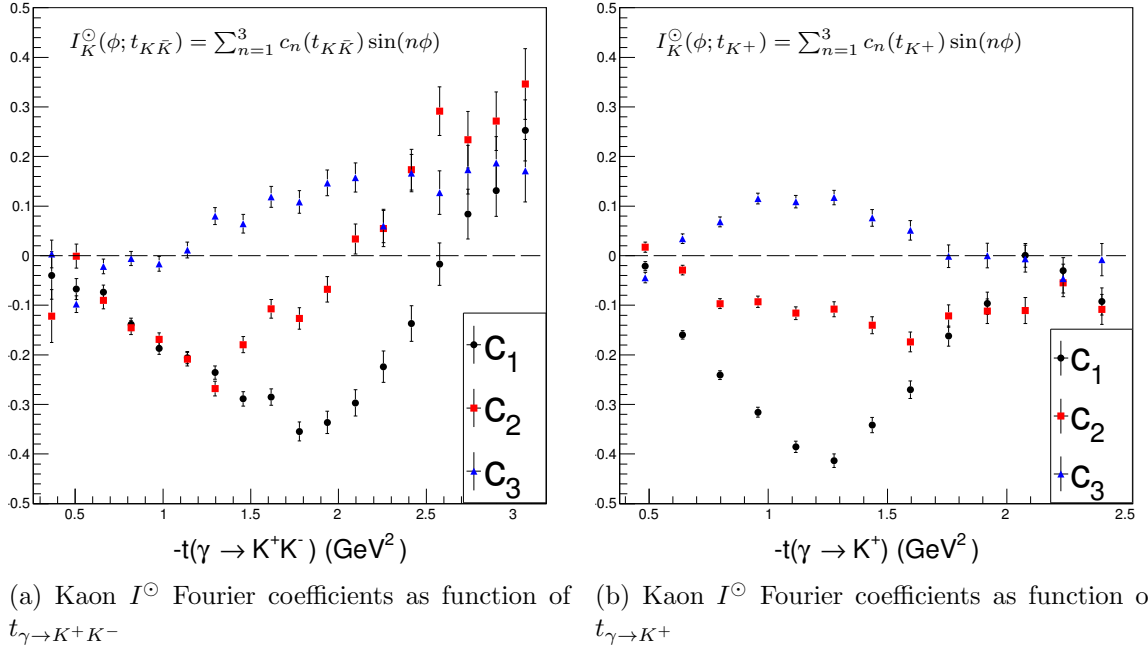 I_K^⊙(ϕ; t_{KK̄}) = ∑_{n=1}^3 c_n(t_{KK̄}) sin(nϕ)
0.5
0.4
0.3
0.2
0.1
0
-0.1
-0.2
-0.3
-0.4
-0.5
C_1
C_2
C_3
0.5 1 1.5 2 2.5 3
-t(γ → K⁺K⁻) (GeV²)
(a) Kaon I^⊙ Fourier coefficients as function of
t_{γ→K⁺K⁻}
I_K^⊙(ϕ; t_{K⁺}) = ∑_{n=1}^3 c_n(t_{K⁺}) sin(nϕ)
0.5
0.4
0.3
0.2
0.1
0
-0.1
-0.2
-0.3
-0.4
-0.5
C_1
C_2
C_3
0.5 1 1.5 2 2.5
-t(γ → K⁺) (GeV²)
(b) Kaon I^⊙ Fourier coefficients as function o
t_{γ→K⁺}